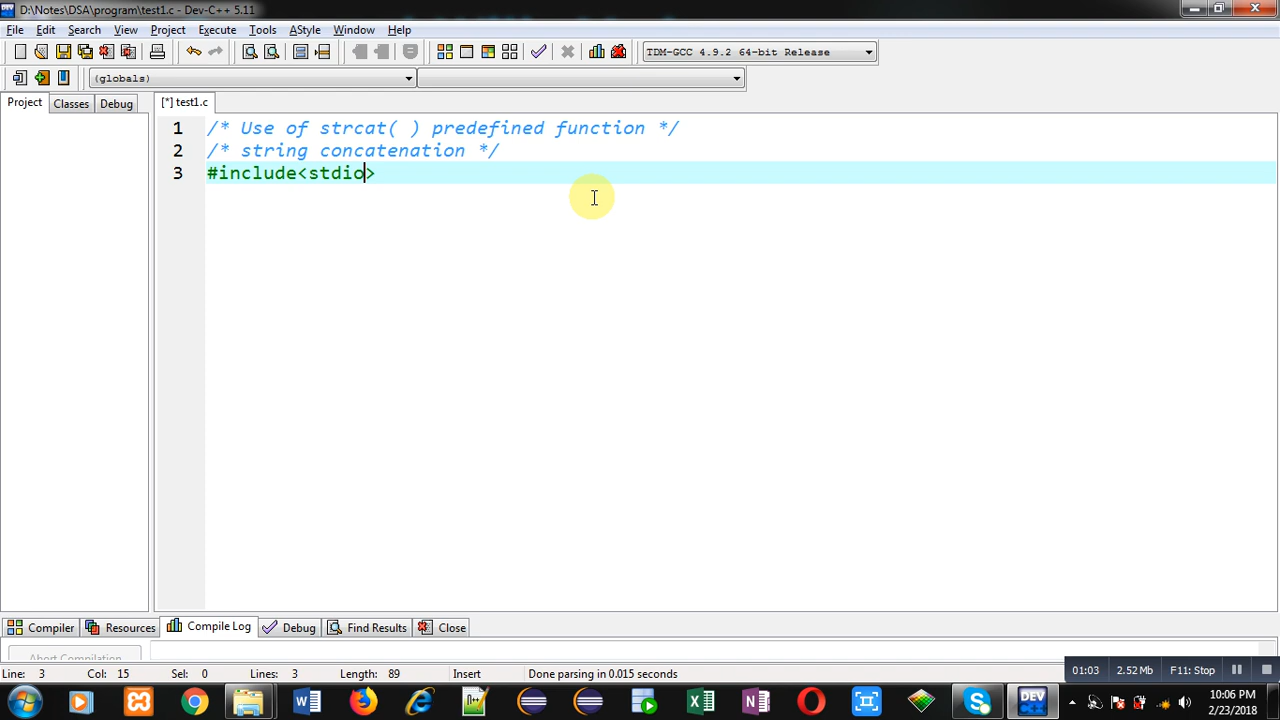 D:\Notes\DSA\program\test1.c - Dev-C++ 5.11
File Edit Search View Project Execute Tools AStyle Window Help
TDM-GCC 4.9.2 64-bit Release
(globals)
Project Classes Debug [*] test1.c
1 /* Use of strcat( ) predefined function */
2 /* string concatenation */
3 #include<stdio>
Compiler Resources Compile Log Debug Find Results Close
Abort Compilation
Line: 3 Col: 15 Sel: 0 Lines: 3 Length: 89 Insert Done parsing in 0.015 seconds
01:03 2.52 Mb F11: Stop
DEV
10:06 PM
2/23/2018